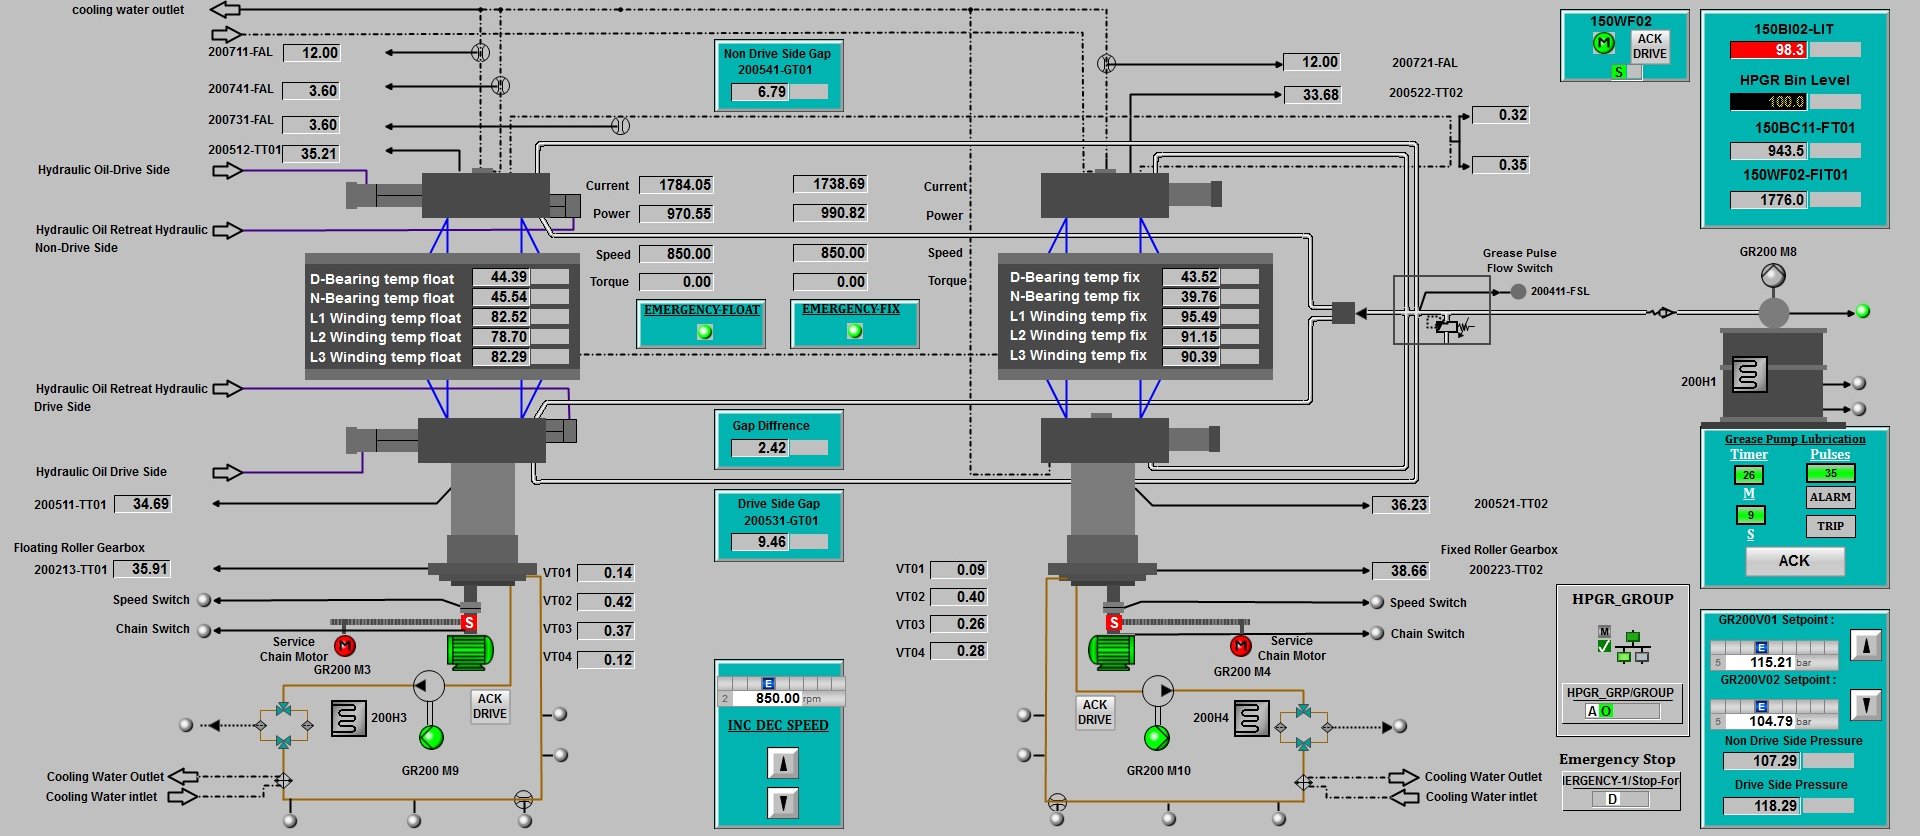 cooling water outlet
200711-FAL 12.00
200741-FAL 3.60
200731-FAL 3.60
200512-TT01 35.21
Hydraulic Oil-Drive Side
Hydraulic Oil Retreat Hydraulic
Non-Drive Side
Non Drive Side Gap
200541-GT01
6.79
12.00 200721-FAL
33.68 200522-TT02
0.32
0.35
150WF02
M
ACK
DRIVE
S
150BI02-LIT
98.3
HPGR Bin Level
100.0
150BC11-FT01
943.5
150WF02-FIT01
1776.0
Current 1784.05 1738.69 Current
Power 970.55 990.82 Power
Speed 850.00 850.00 Speed
Torque 0.00 0.00 Torque
EMERGENCY-FLOAT
EMERGENCY-FIX
D-Bearing temp float 44.39
N-Bearing temp float 45.54
L1 Winding temp float 82.52
L2 Winding temp float 78.70
L3 Winding temp float 82.29
D-Bearing temp fix 43.52
N-Bearing temp fix 39.76
L1 Winding temp fix 95.49
L2 Winding temp fix 91.15
L3 Winding temp fix 90.39
Grease Pulse
Flow Switch
200411-FSL
GR200 M8
200H1
Hydraulic Oil Retreat Hydraulic
Drive Side
Hydraulic Oil Drive Side
200511-TT01 34.69
Floating Roller Gearbox
200213-TT01 35.91
Speed Switch
Chain Switch
Gap Diffrence
2.42
Drive Side Gap
200531-GT01
9.46
36.23 200521-TT02
Fixed Roller Gearbox
38.66 200223-TT02
Speed Switch
Chain Switch
Grease Pump Lubrication
Timer Pulses
26 35
M ALARM
9 TRIP
S
ACK
VT01 0.14
VT02 0.42
VT03 0.37
VT04 0.12
VT01 0.09
VT02 0.40
VT03 0.26
VT04 0.28
S
Service
Chain Motor
M
GR200 M3
S
Service
Chain Motor
M
GR200 M4
ACK
DRIVE
200H3
GR200 M9
Cooling Water Outlet
Cooling Water intlet
E
2 850.00 rpm
INC DEC SPEED
ACK
DRIVE
200H4
GR200 M10
Cooling Water Outlet
Cooling Water intlet
HPGR_GROUP
M
HPGR_GRP/GROUP
A O
Emergency Stop
ERGENCY-1/Stop-For
D
GR200V01 Setpoint :
E
5 115.21 bar
GR200V02 Setpoint :
E
5 104.79 bar
Non Drive Side Pressure
107.29
Drive Side Pressure
118.29